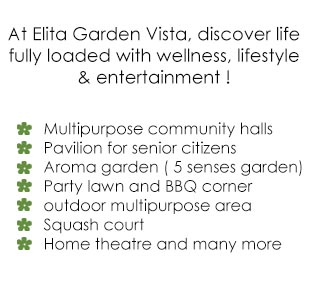 At Elita Garden Vista, discover life
fully loaded with wellness, lifestyle
& entertainment !
Multipurpose community halls
Pavilion for senior citizens
Aroma garden ( 5 senses garden)
Party lawn and BBQ corner
outdoor multipurpose area
Squash court
Home theatre and many more